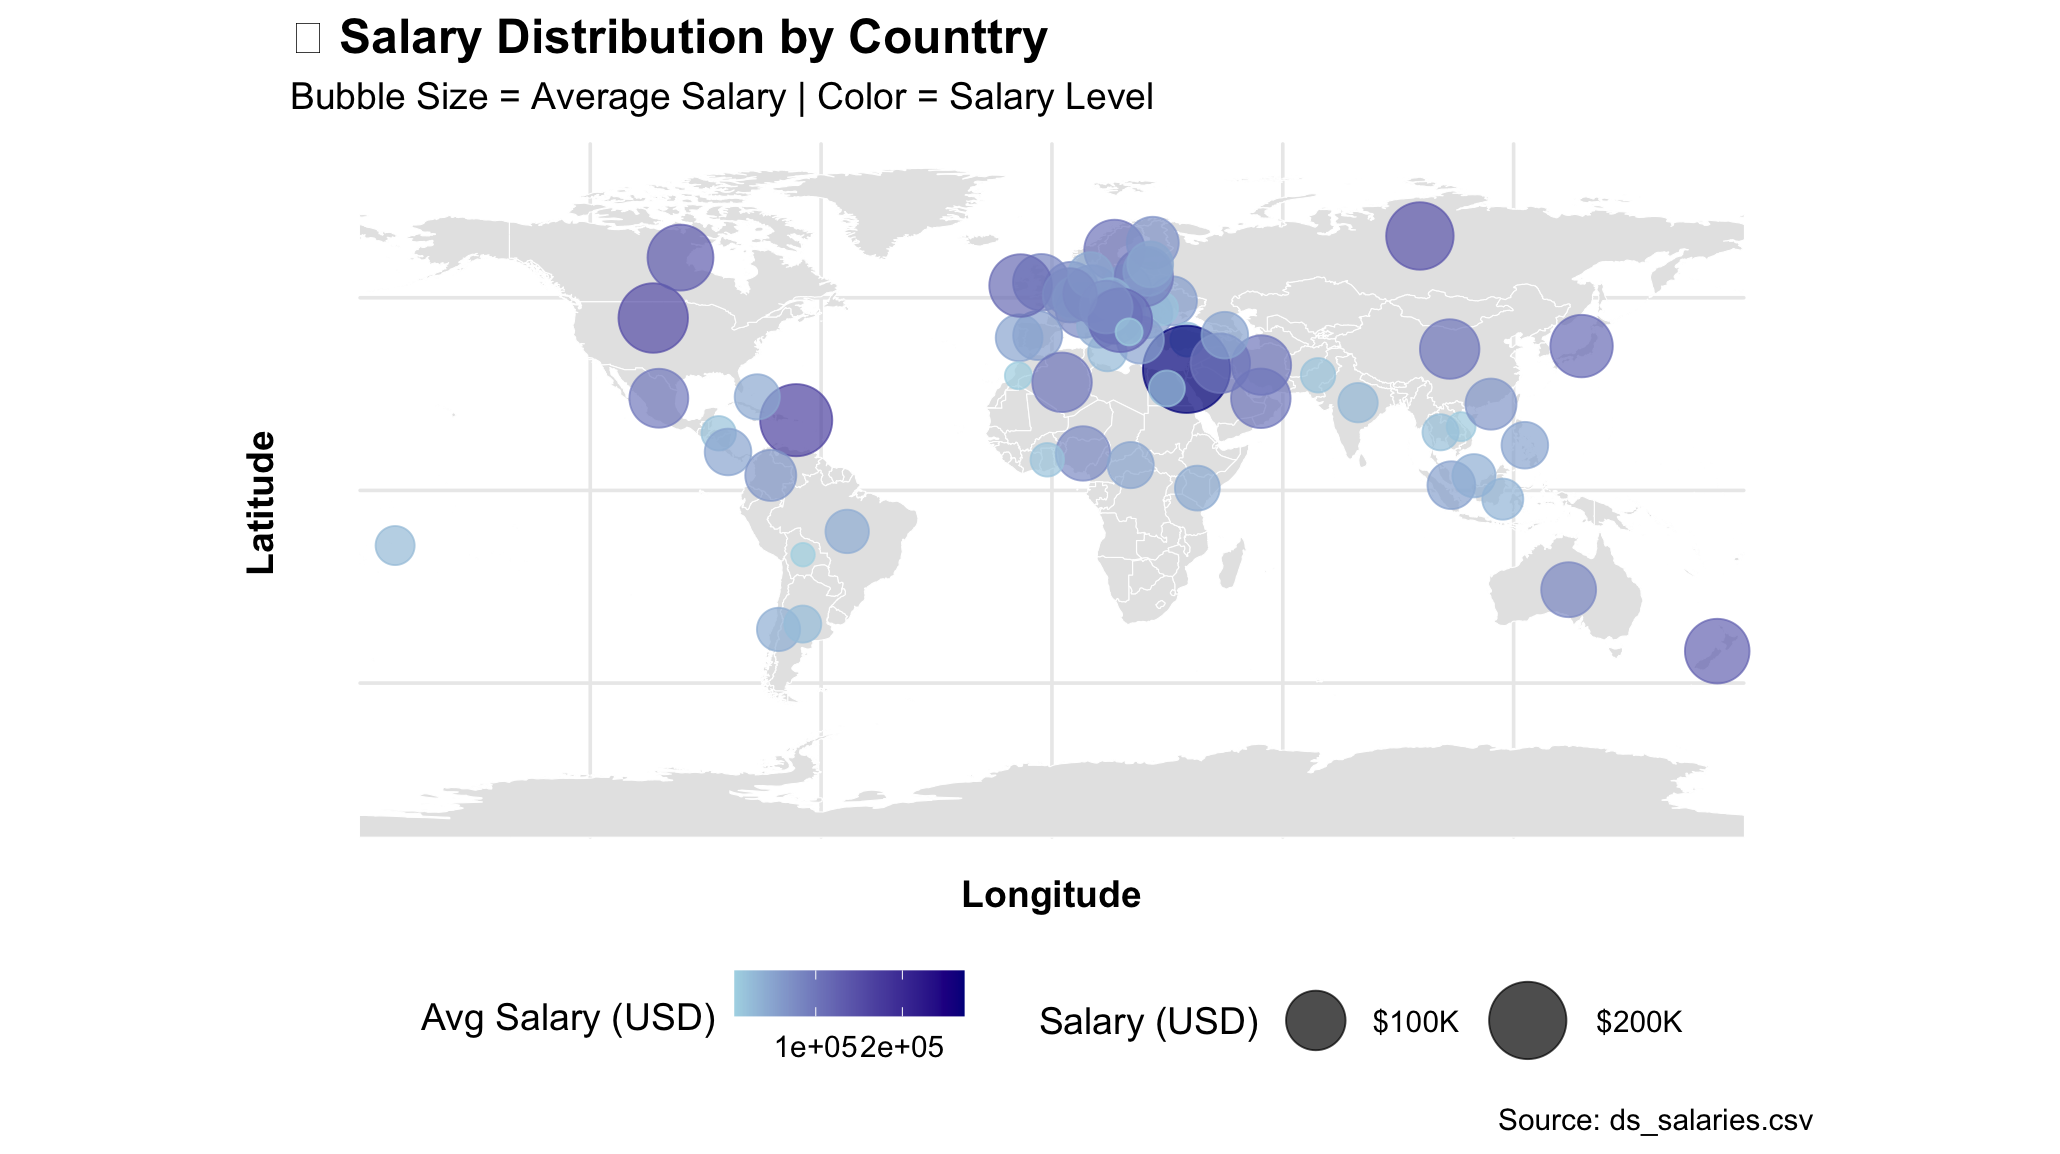 Salary Distribution by Counttry
Bubble Size = Average Salary | Color = Salary Level
Latitude
Longitude
Avg Salary (USD)
1e+05 2e+05
Salary (USD)
$100K
$200K
Source: ds_salaries.csv